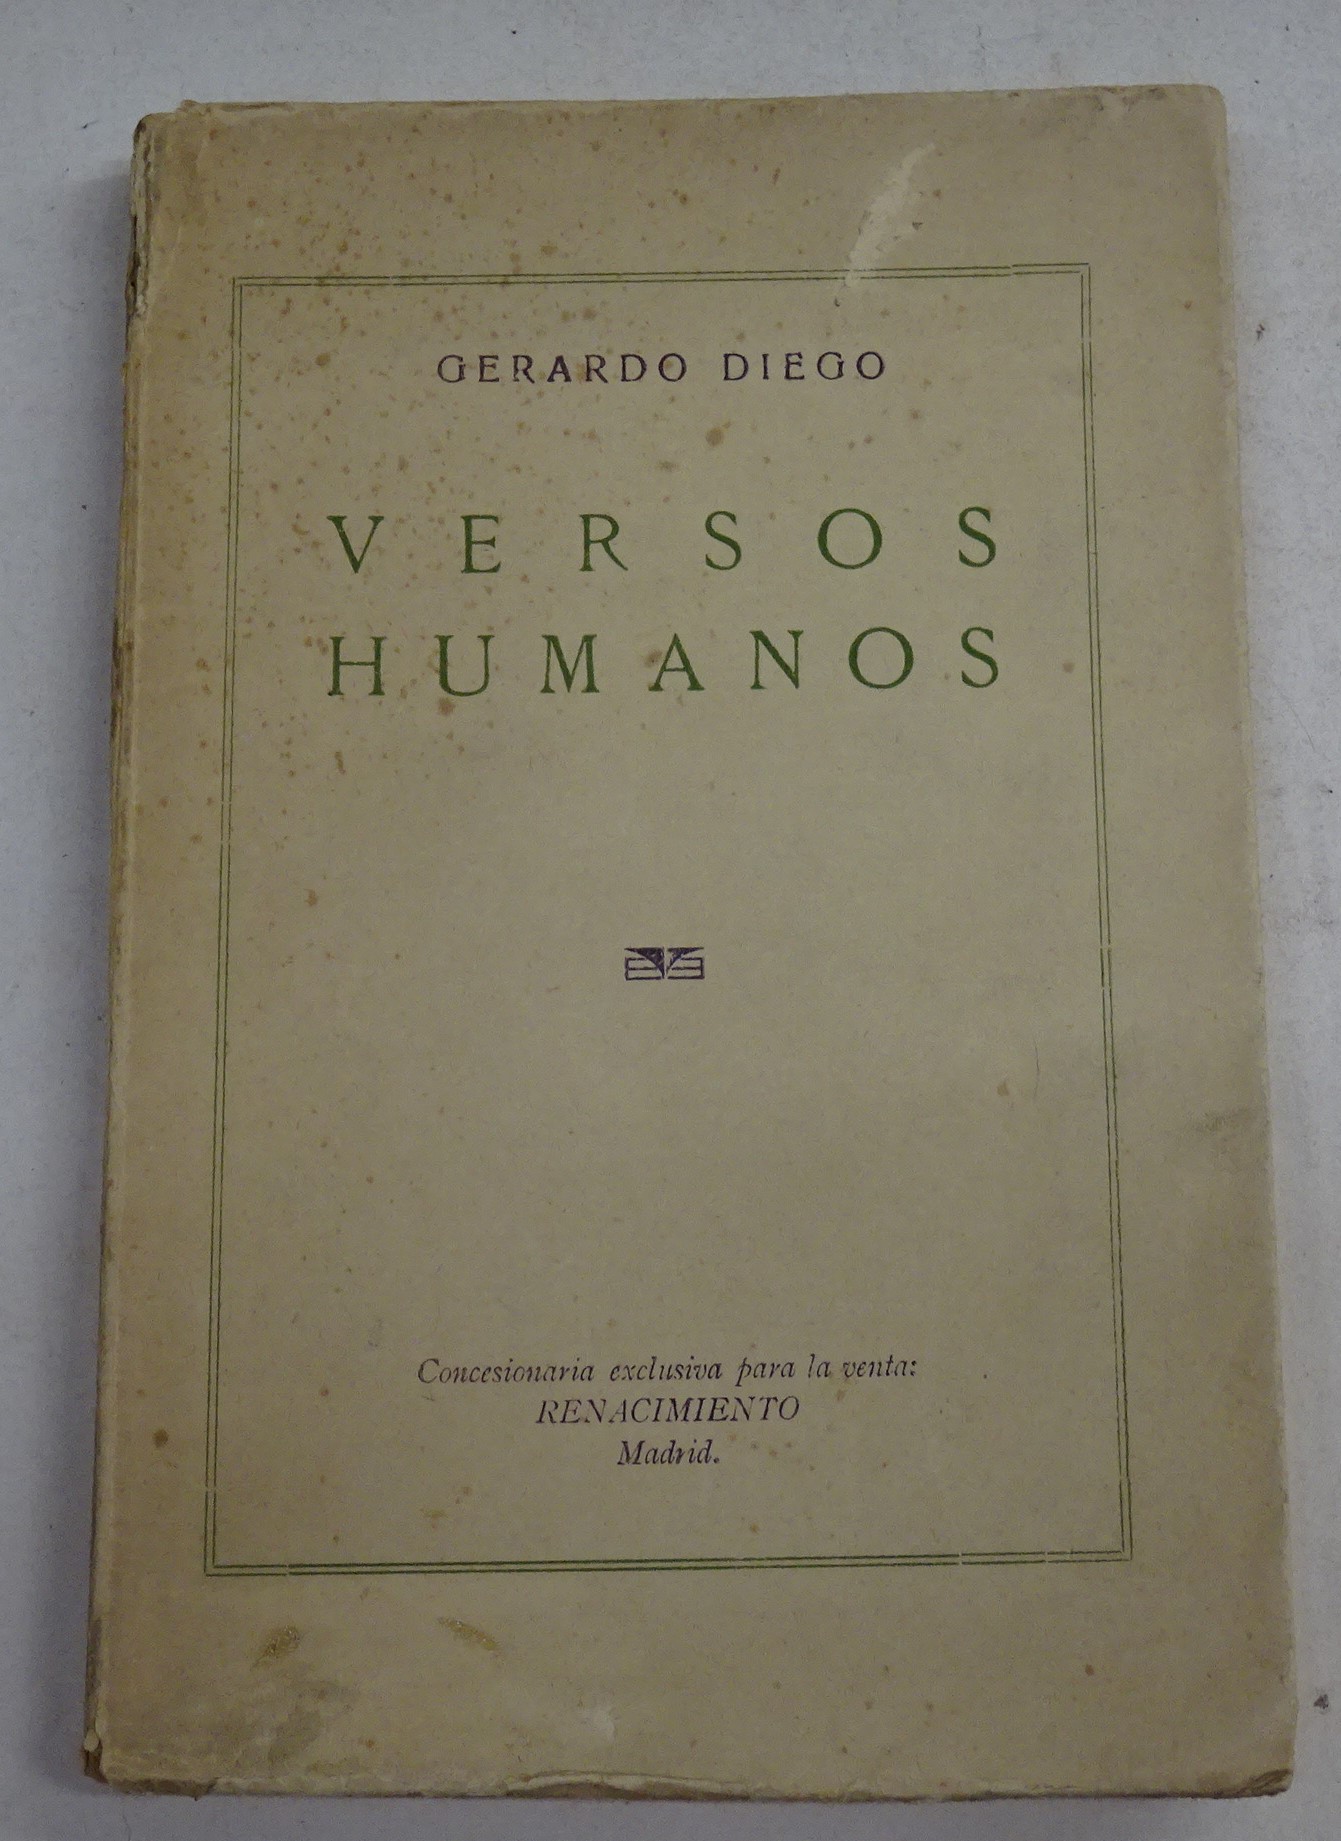 GERARDO DIEGO
VERSOS
HUMANOS
Concesionaria exclusiva para la venta:
RENACIMIENTO
Madrid.